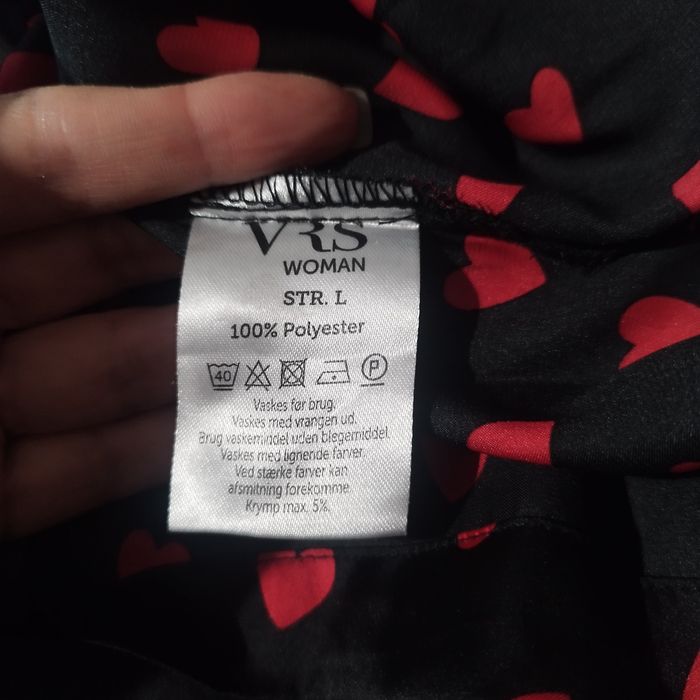 VRS
WOMAN
STR. L
100% Polyester
40 P
Vaskes før brug.
Vaskes med vrangen ud.
Brug vaskemiddel uden blegemiddel.
Vaskes med lignende farver.
Ved stærke farver kan
afsmitning forekomme.
Krymp max. 5%.